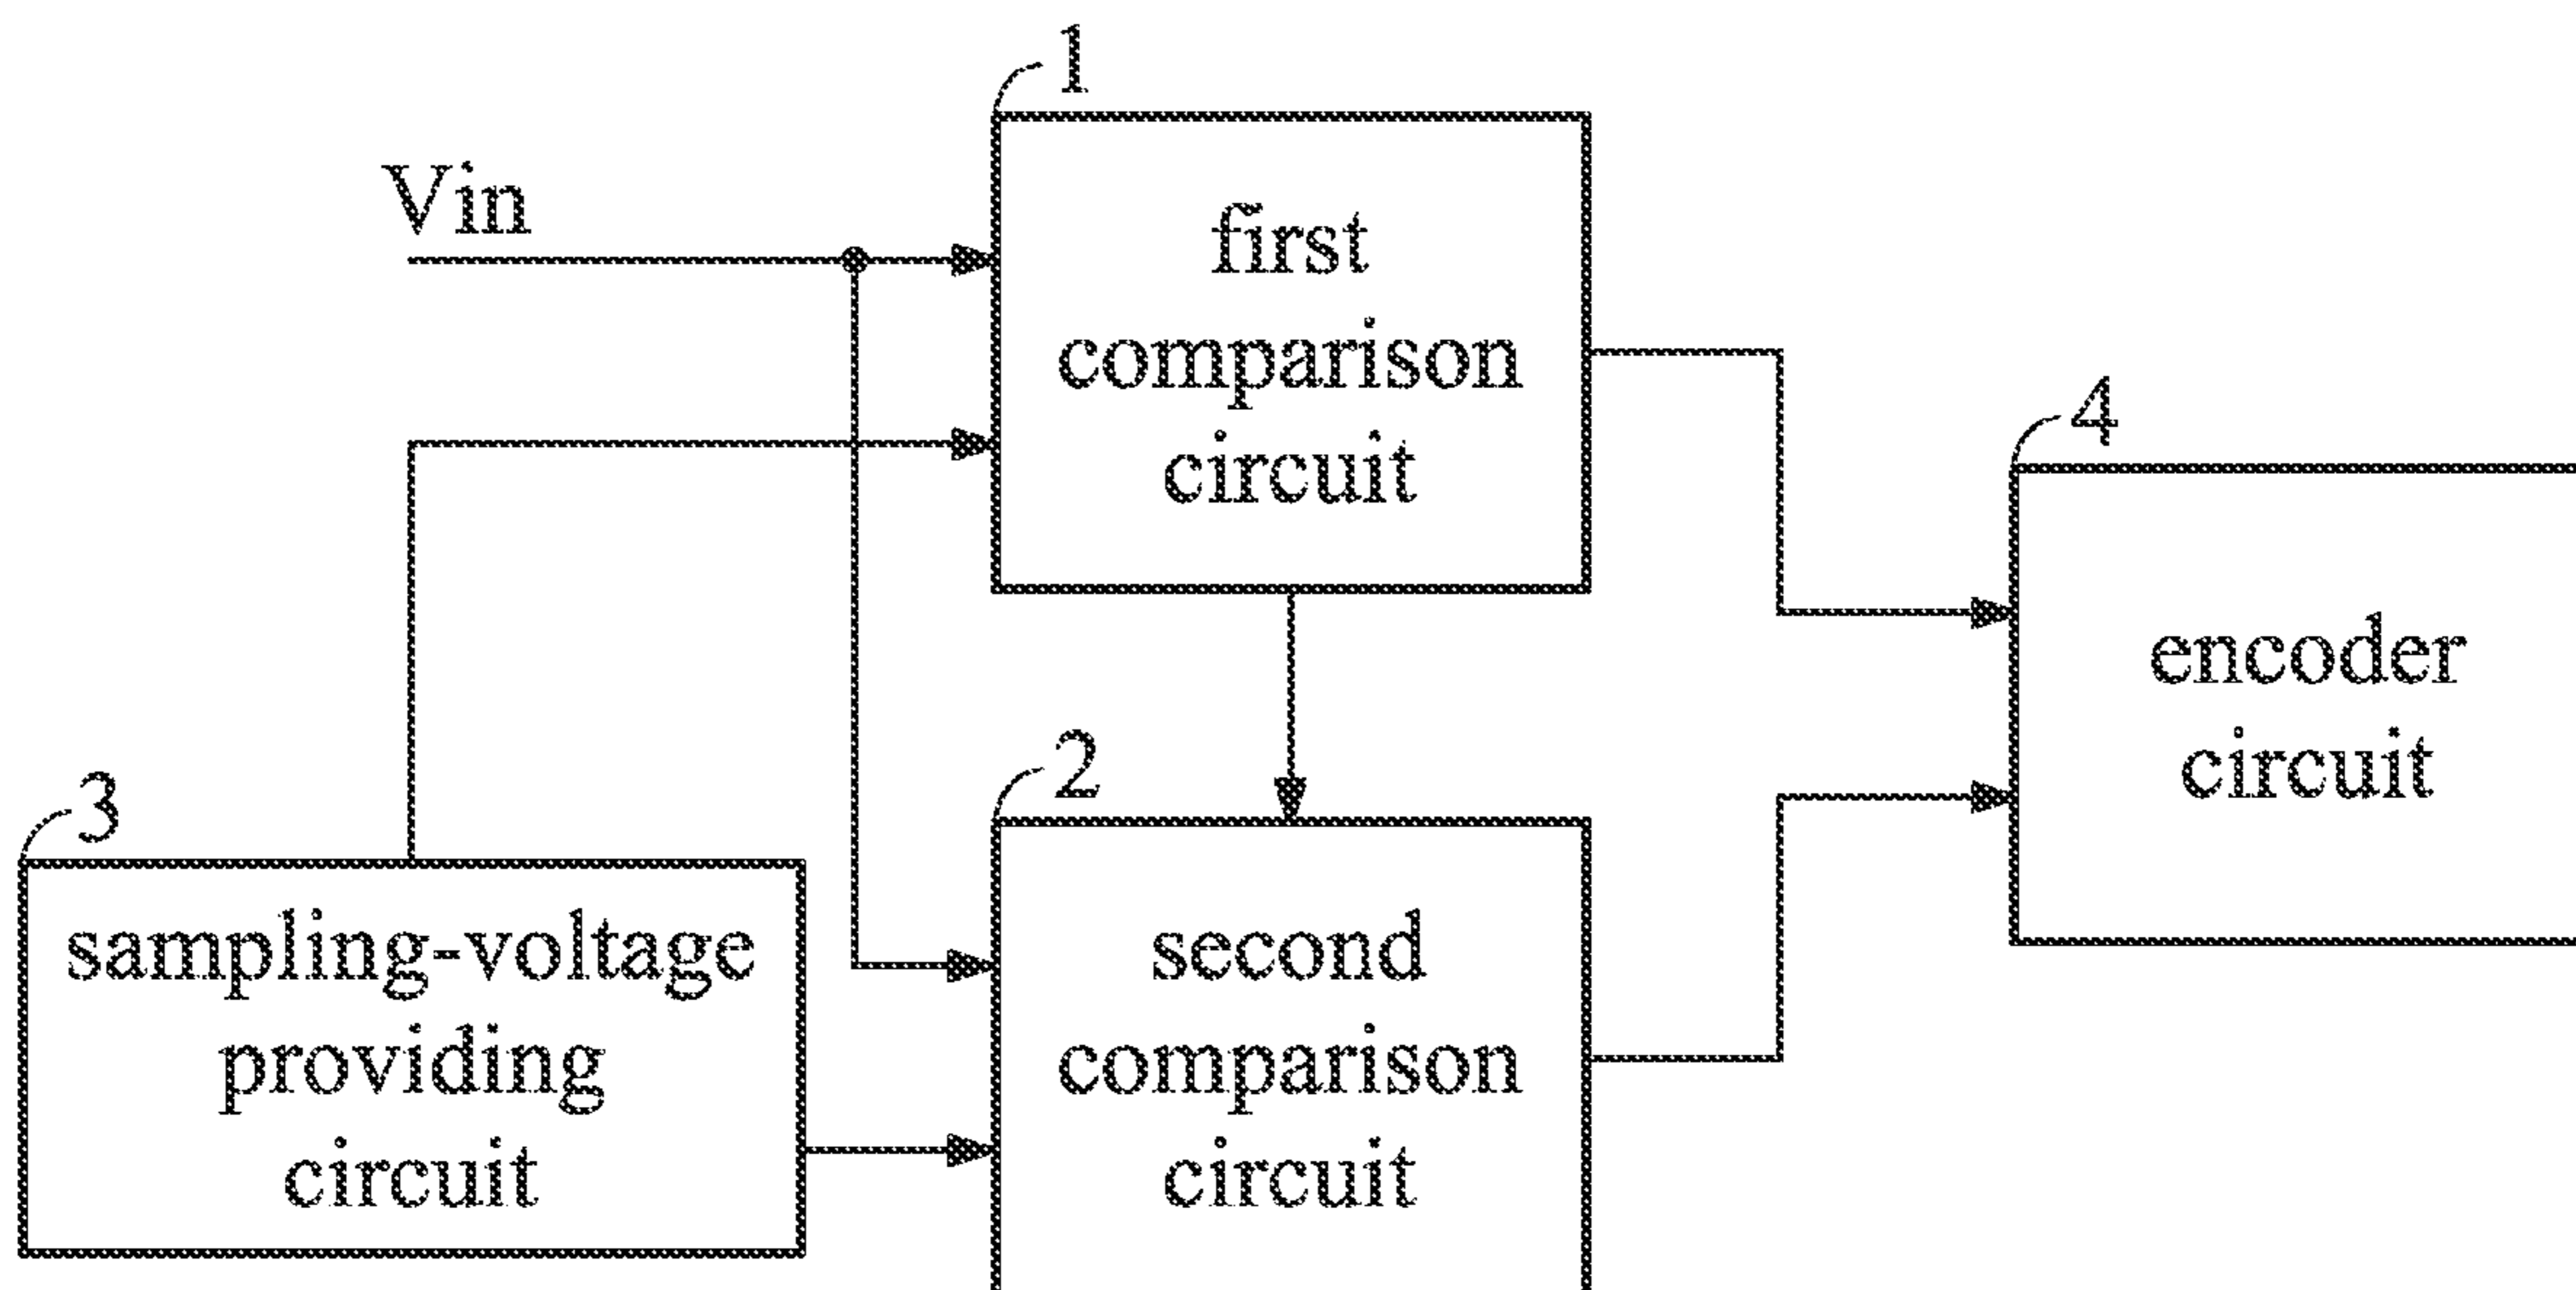 1
Vin
first
comparison
circuit
4
encoder
circuit
2
3
sampling-voltage
providing
circuit
second
comparison
circuit